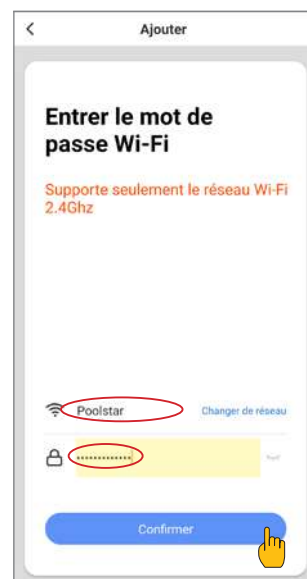 Ajouter
Entrer le mot de
passe Wi-Fi
Supporte seulement le réseau Wi-Fi
2.4Ghz
Poolstar Changer de réseau
•••••••••••••
Confirmer